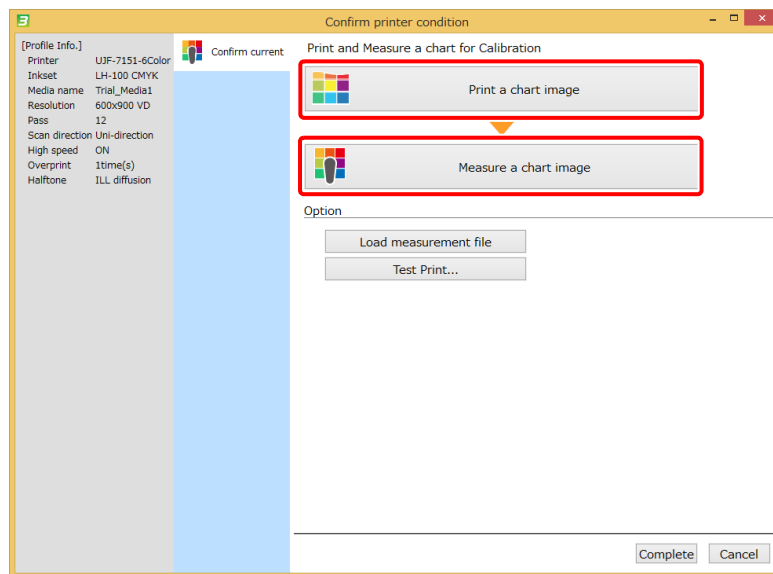 Confirm printer condition
[Profile Info.]
Printer UJF-7151-6Color
Inkset LH-100 CMYK
Media name Trial_Media1
Resolution 600x900 VD
Pass 12
Scan direction Uni-direction
High speed ON
Overprint 1time(s)
Halftone ILL diffusion
Confirm current
Print and Measure a chart for Calibration
Print a chart image
Measure a chart image
Option
Load measurement file
Test Print...
Complete Cancel